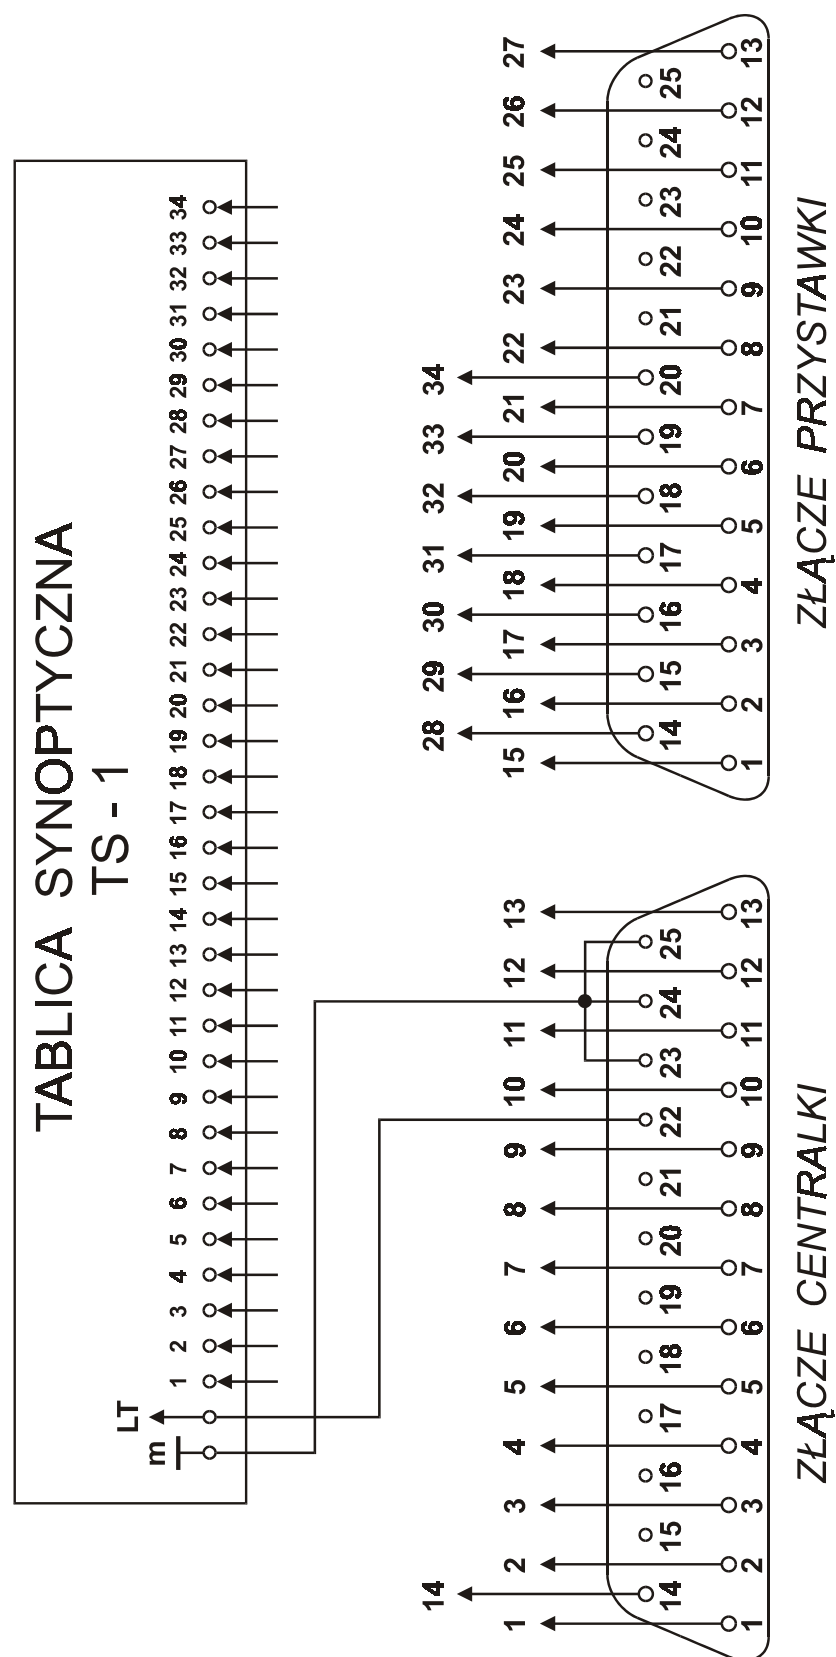 TABLICA SYNOPTYCZNA
TS - 1
m LT 1 2 3 4 5 6 7 8 9 10 11 12 13 14 15 16 17 18 19 20 21 22 23 24 25 26 27 28 29 30 31 32 33 34
14
1 2 3 4 5 6 7 8 9 10 11 12 13
14 15 16 17 18 19 20 21 22 23 24 25
1 2 3 4 5 6 7 8 9 10 11 12 13
ZŁĄCZE CENTRALKI
28 29 30 31 32 33 34
15 16 17 18 19 20 21 22 23 24 25 26 27
14 15 16 17 18 19 20 21 22 23 24 25
1 2 3 4 5 6 7 8 9 10 11 12 13
ZŁĄCZE PRZYSTAWKI